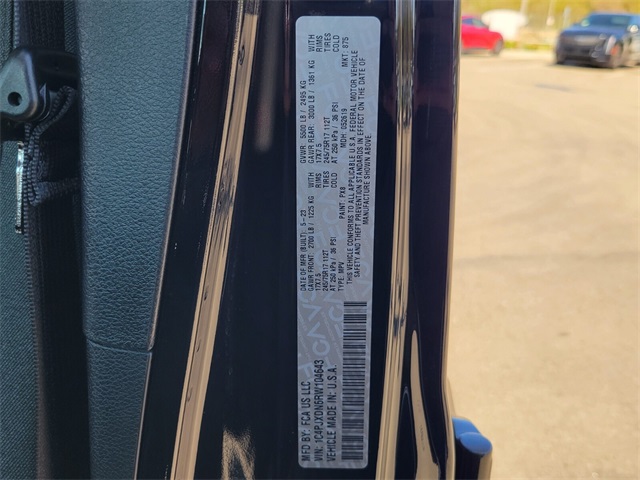 MFD BY: FCA US LLC
DATE OF MFR (BUILT): 5-23
GVWR: 5500 LB / 2495 KG
GAWR FRONT: 2700 LB / 1225 KG WITH
GAWR REAR: 3000 LB / 1361 KG WITH
17X7.5 RIMS
17X7.5 RIMS
245/75R17 112T TIRES
245/75R17 112T TIRES
AT 250 kPa / 36 PSI COLD
AT 250 kPa / 36 PSI COLD
TYPE: MPV
PAINT: PX8
MDH: 052619
MKT: 875
THIS VEHICLE CONFORMS TO ALL APPLICABLE U.S.A. FEDERAL MOTOR VEHICLE
SAFETY AND THEFT PREVENTION STANDARDS IN EFFECT ON THE DATE OF
MANUFACTURE SHOWN ABOVE.
VIN: 1C4PJXDN5RW104643
VEHICLE MADE IN: U.S.A.